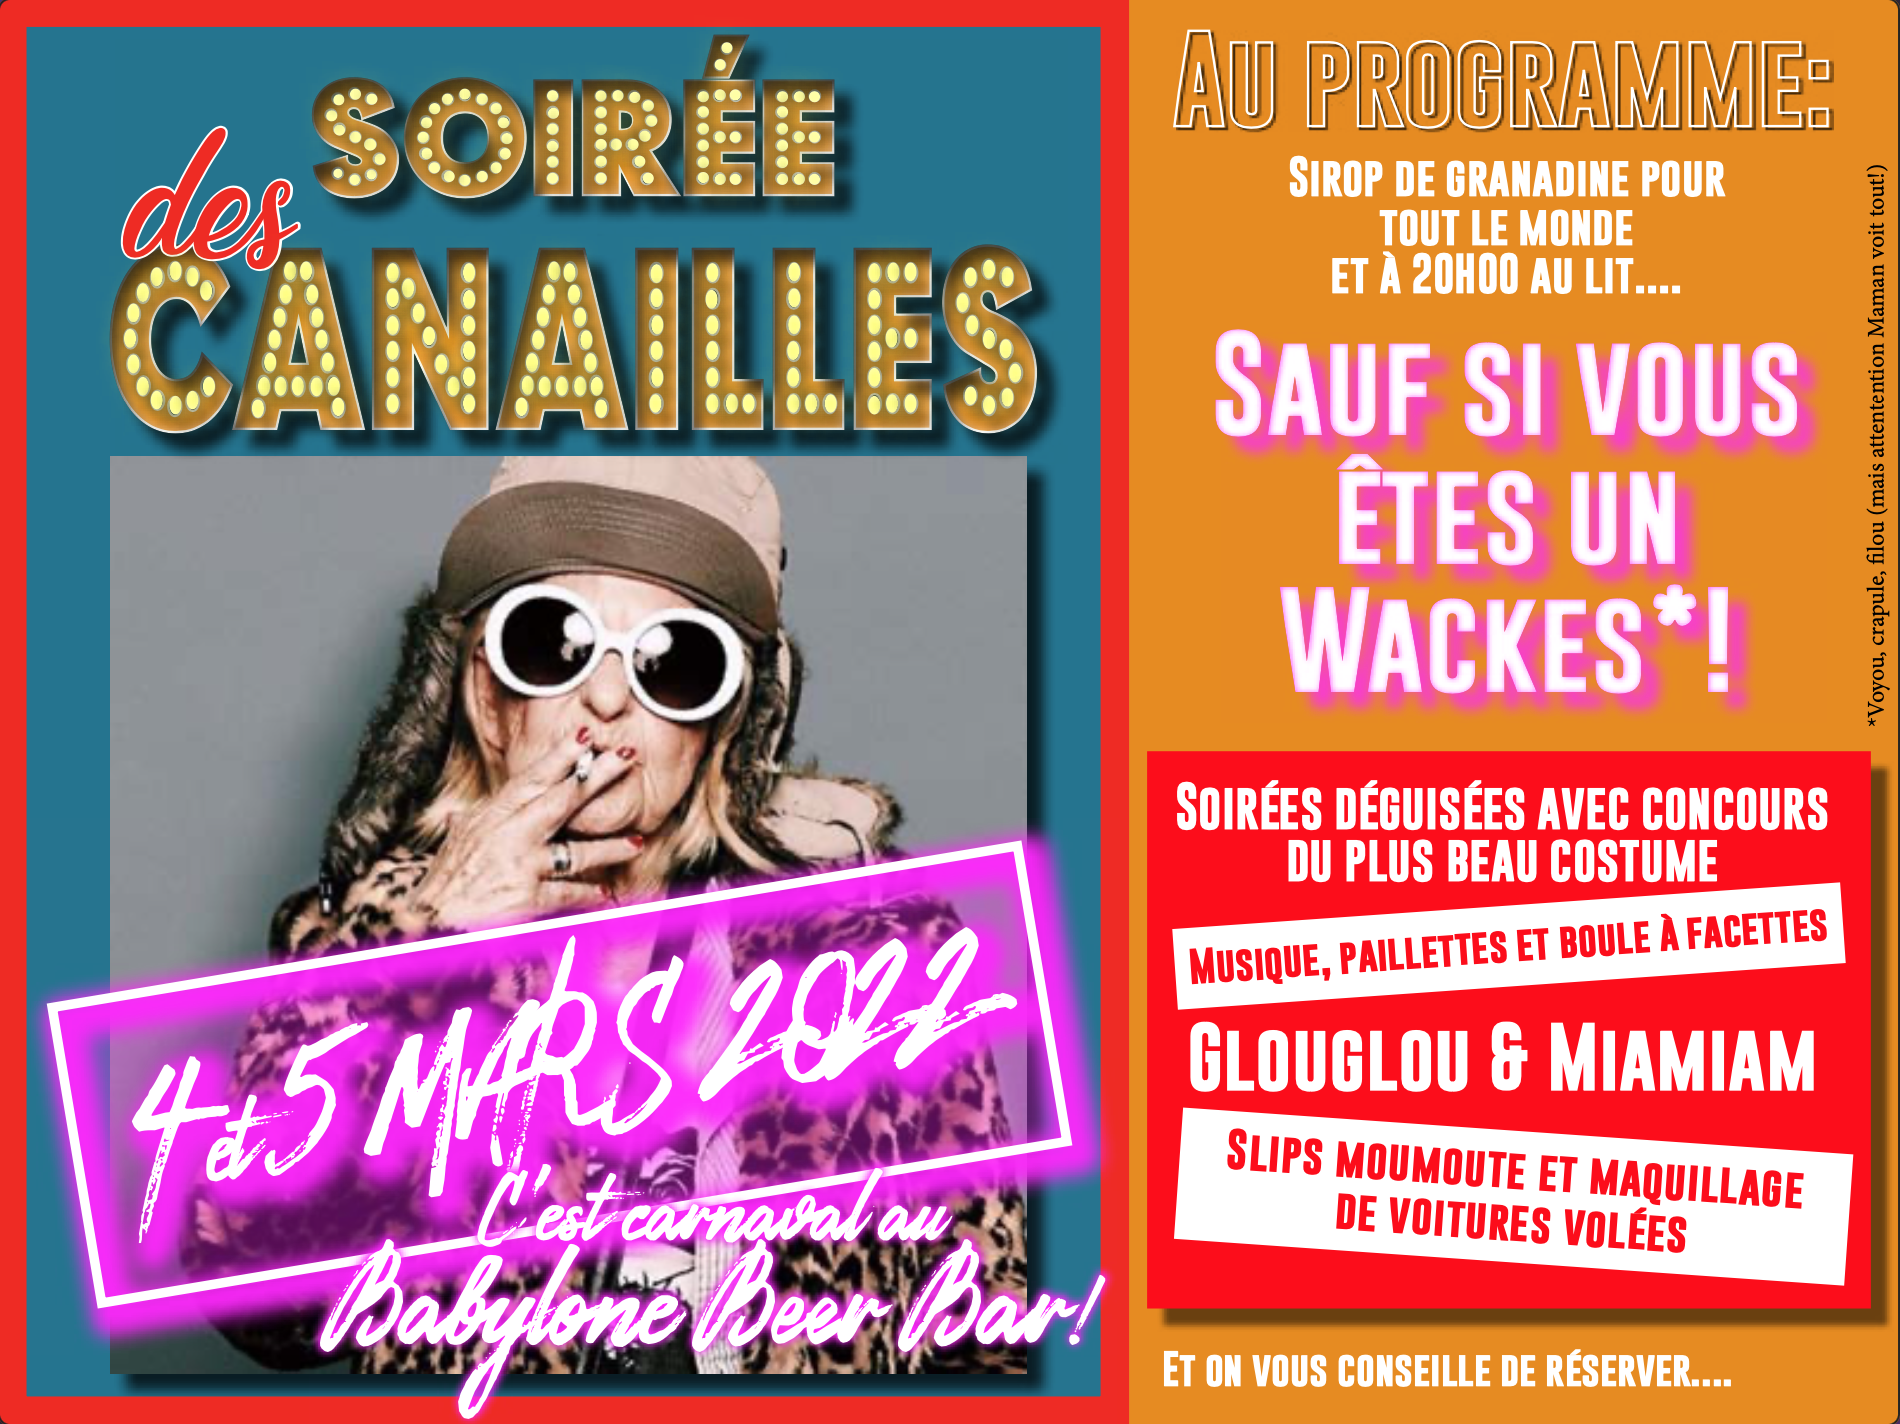 SOIRÉE
des
CANAILLES
4 et 5 MARS 2022
C'est carnaval au
Babylone Beer Bar!
AU PROGRAMME:
SIROP DE GRANADINE POUR
TOUT LE MONDE
ET À 20H00 AU LIT....
SAUF SI VOUS
ÊTES UN
WACKES*!
*Voyou, crapule, filou (mais attentention Maman voit tout!)
SOIRÉES DÉGUISÉES AVEC CONCOURS
DU PLUS BEAU COSTUME
MUSIQUE, PAILLETTES ET BOULE À FACETTES
GLOUGLOU & MIAMIAM
SLIPS MOUMOUTE ET MAQUILLAGE
DE VOITURES VOLÉES
ET ON VOUS CONSEILLE DE RÉSERVER....